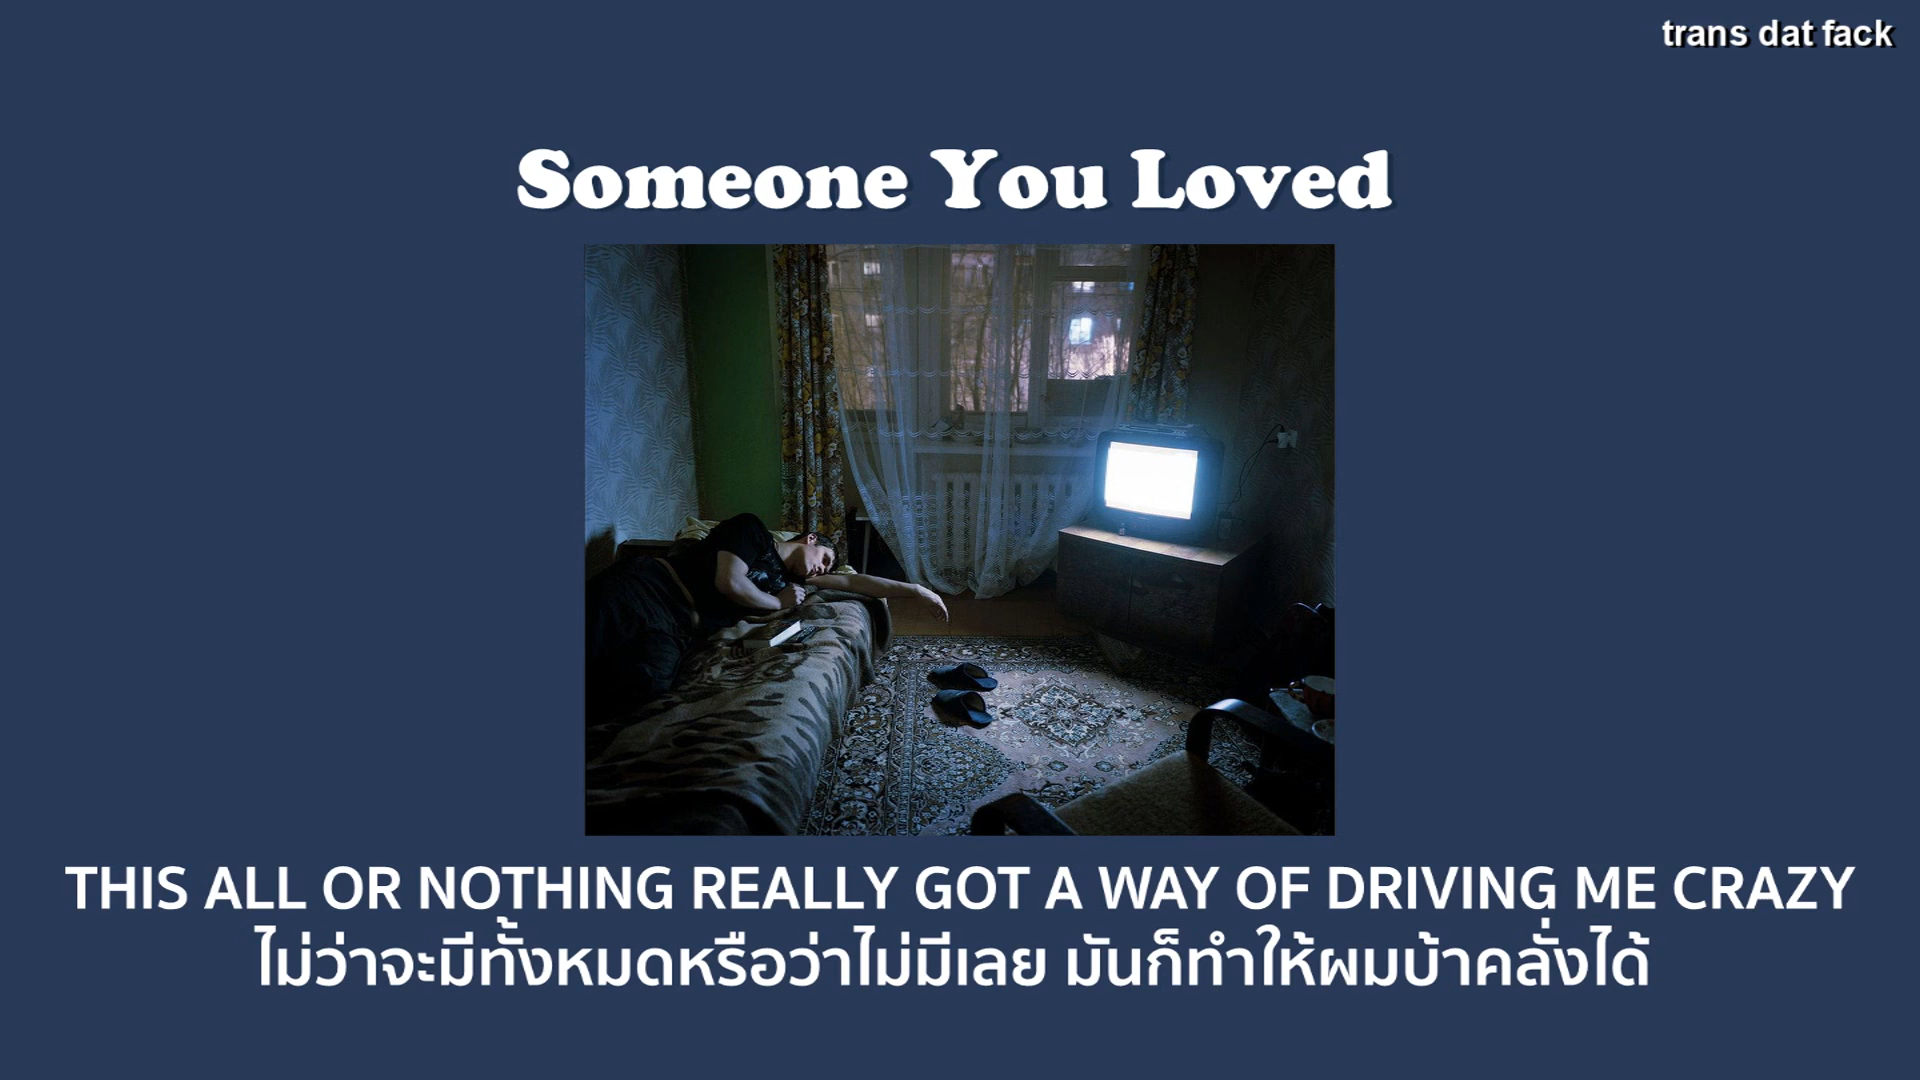 trans dat fack
Someone You Loved
THIS ALL OR NOTHING REALLY GOT A WAY OF DRIVING ME CRAZY
ไม่ว่าจะมีทั้งหมดหรือว่าไม่มีเลย มันก็ทำให้ผมบ้าคลั่งได้